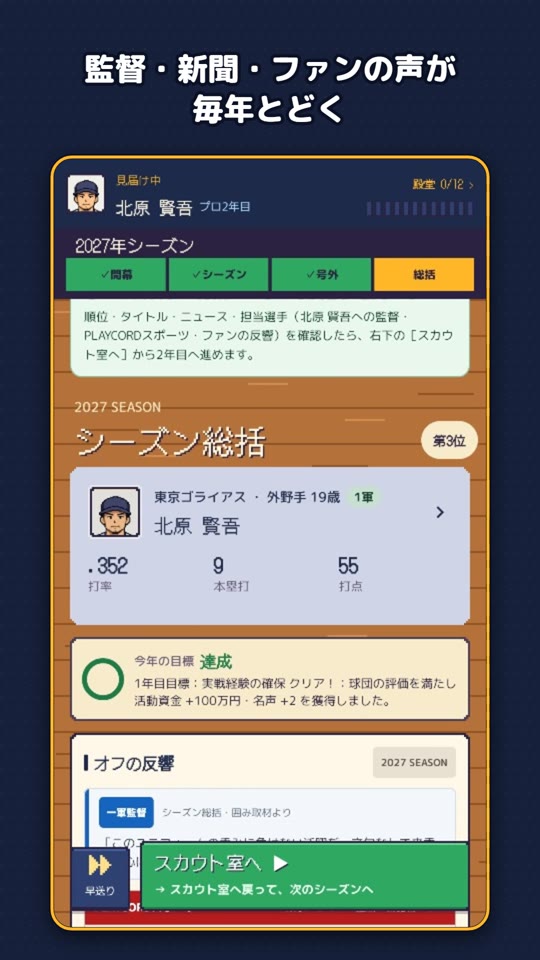 監督・新聞・ファンの声が
毎年とどく
見届け中
北原 賢吾 プロ2年目
殿堂 0/12 >
2027年シーズン
✓開幕 ✓シーズン ✓号外 総括
順位・タイトル・ニュース・担当選手（北原 賢吾への監督・
PLAYCORDスポーツ・ファンの反響）を確認したら、右下の［スカウ
ト室へ］から2年目へ進めます。
2027 SEASON
シーズン総括
第3位
東京ゴライアス ・ 外野手 19歳 1軍
北原 賢吾
.352 9 55
打率 本塁打 打点
今年の目標 達成
1年目目標：実戦経験の確保 クリア！：球団の評価を満たし
活動資金 +100万円・名声 +2 を獲得しました。
オフの反響
2027 SEASON
一軍監督 シーズン総括・囲み取材より
早送り
スカウト室へ ▶
→ スカウト室へ戻って、次のシーズンへ